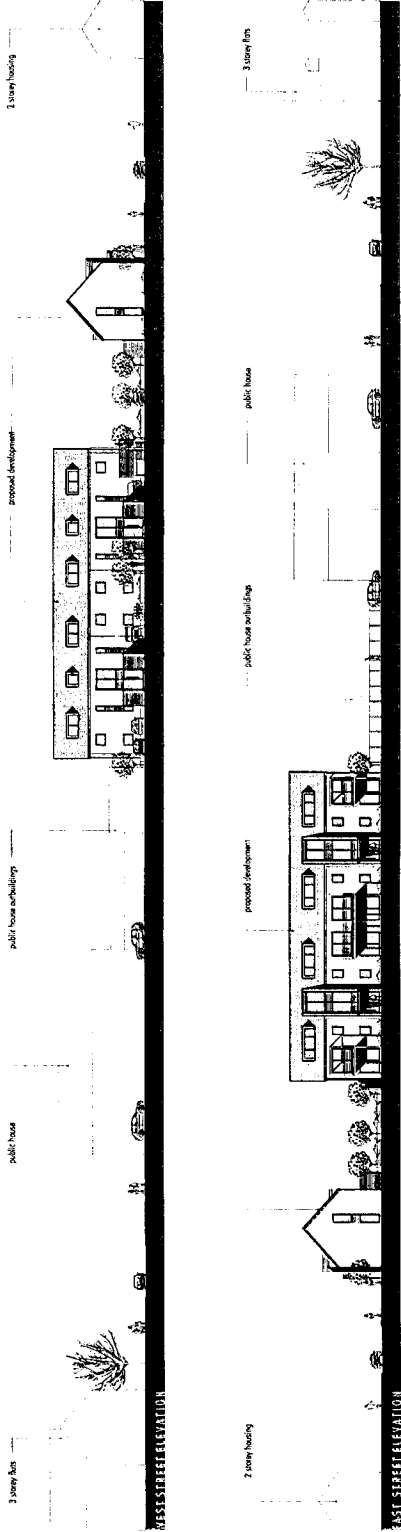 3 storey flats
public house
public house outbuildings
proposed development
2 storey housing
WEST STREET ELEVATION
2 storey housing
proposed development
public house outbuildings
public house
3 storey flats
EAST STREET ELEVATION